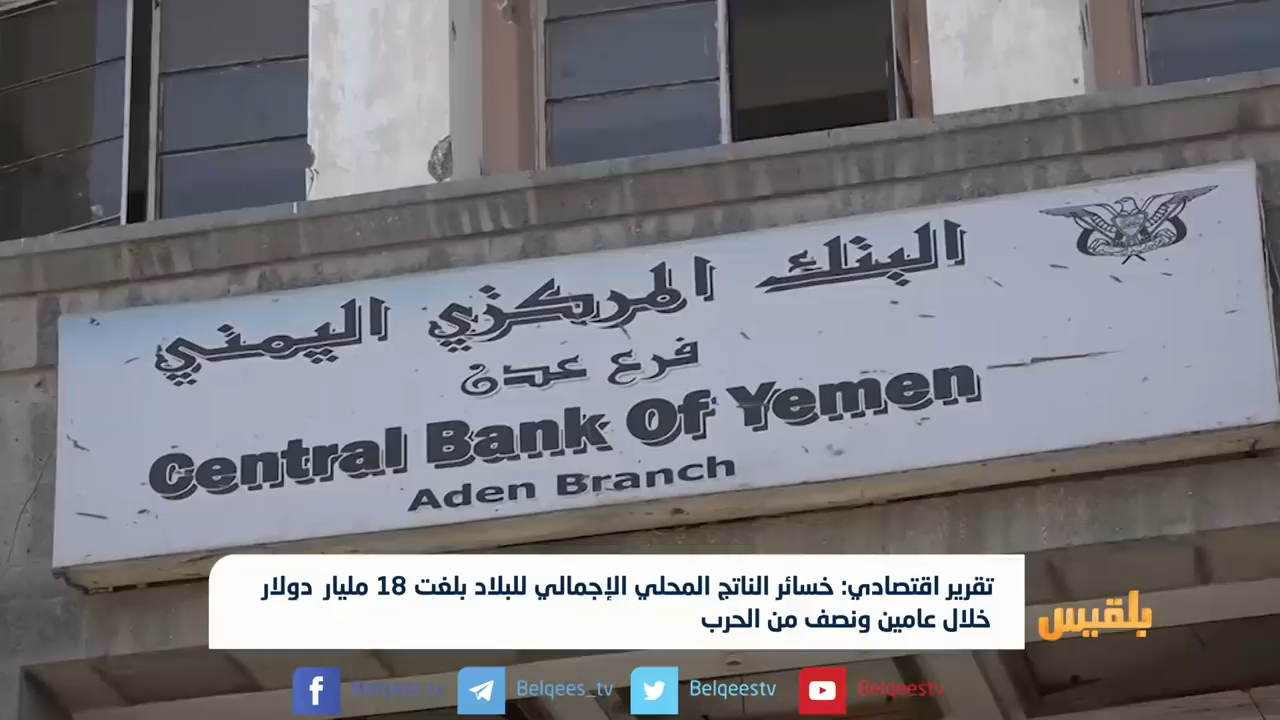 البنك المركزي اليمني
فرع عدن
Central Bank Of Yemen
Aden Branch
تقرير اقتصادي: خسائر الناتج المحلي الإجمالي للبلاد بلغت 18 مليار دولار
خلال عامين ونصف من الحرب
بلقيس
Belqees_tv
Belqees_tv
Belqeestv
Belqeestv